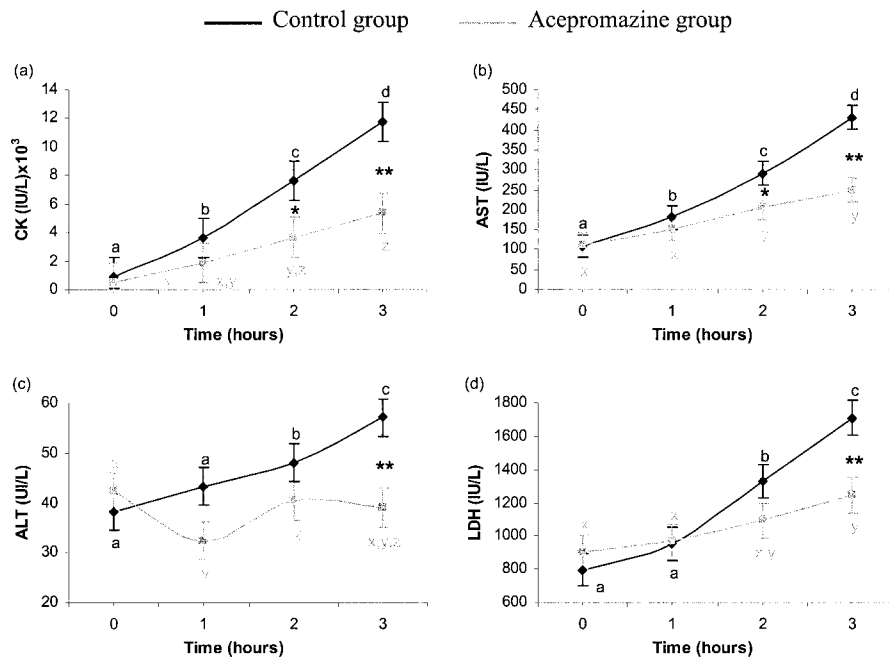 Control group Acepromazine group
(a)
CK (IU/L)x10³
14
12
10
8
6
4
2
0
a
b
c
d
*
**
x,y
y,z
z
0 1 2 3
Time (hours)
(b)
AST (IU/L)
500
450
400
350
300
250
200
150
100
50
0
a
b
c
d
*
**
x
x
y
y
0 1 2 3
Time (hours)
(c)
ALT (UI/L)
60
50
40
30
20
a
a
b
c
**
y
x,y,z
0 1 2 3
Time (hours)
(d)
LDH (IU/L)
1800
1600
1400
1200
1000
800
600
a
a
b
c
**
x
x
y
0 1 2 3
Time (hours)